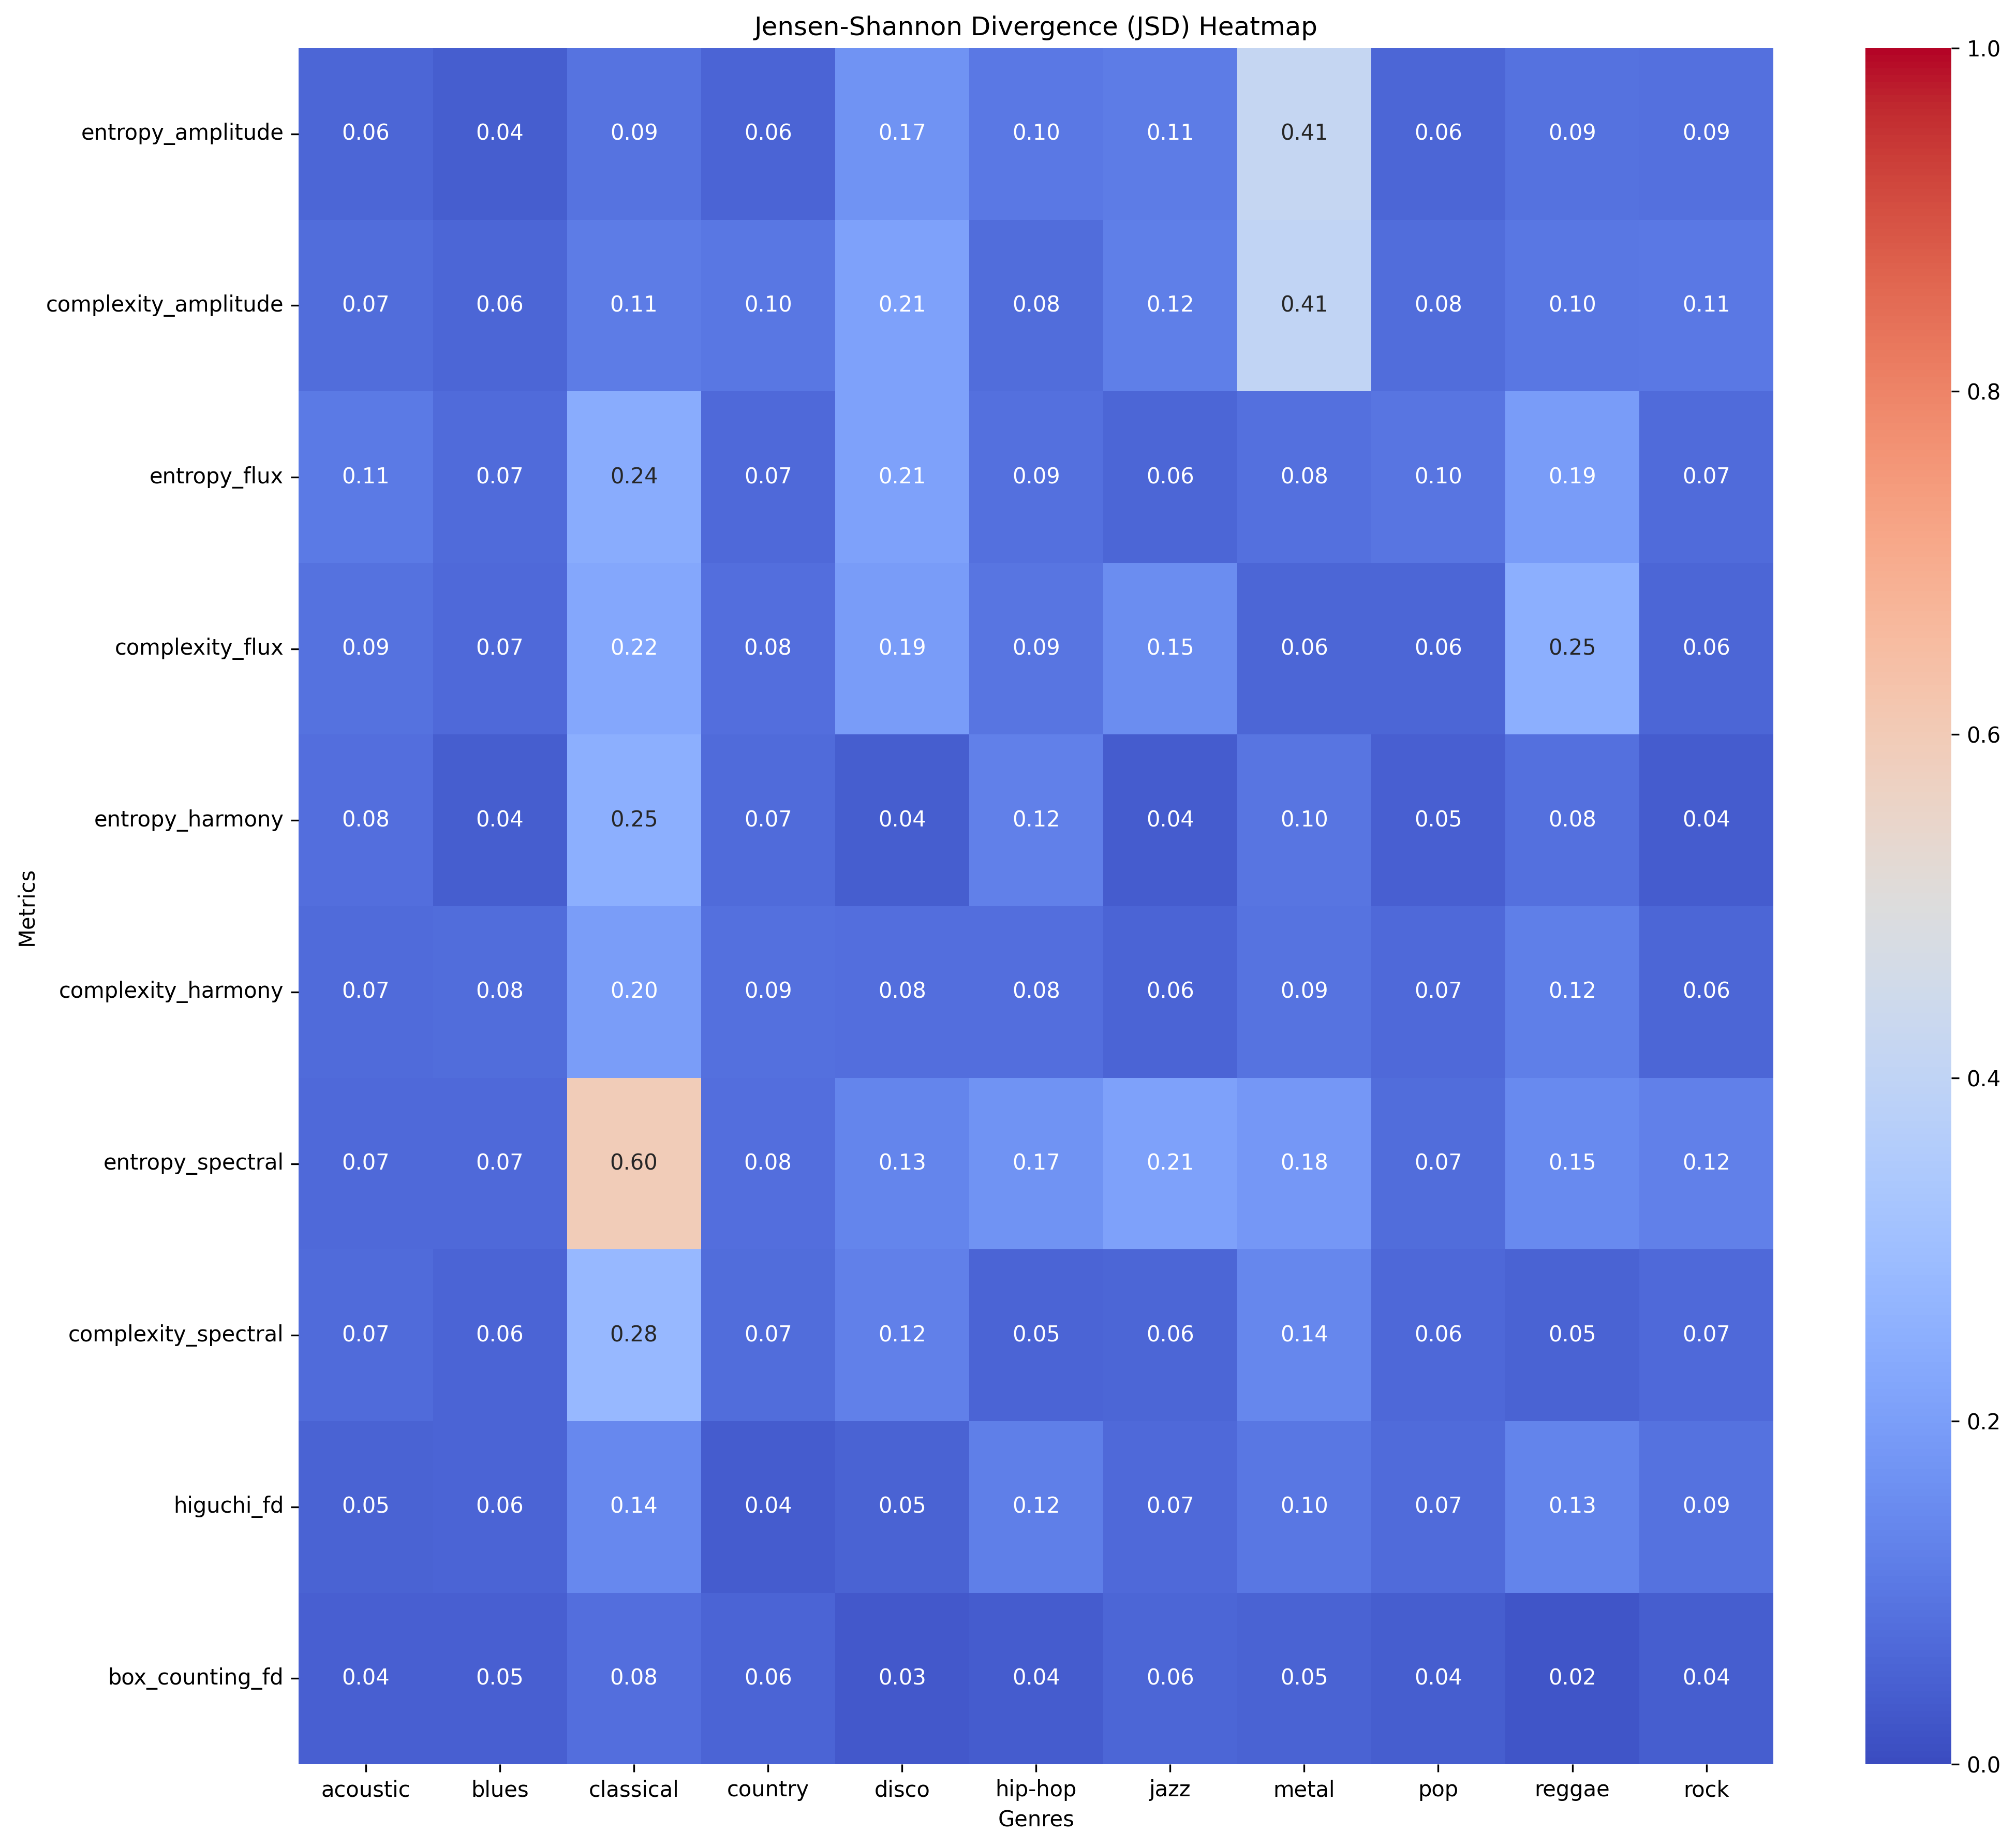 Jensen-Shannon Divergence (JSD) Heatmap
entropy_amplitude 0.06 0.04 0.09 0.06 0.17 0.10 0.11 0.41 0.06 0.09 0.09
complexity_amplitude 0.07 0.06 0.11 0.10 0.21 0.08 0.12 0.41 0.08 0.10 0.11
entropy_flux 0.11 0.07 0.24 0.07 0.21 0.09 0.06 0.08 0.10 0.19 0.07
complexity_flux 0.09 0.07 0.22 0.08 0.19 0.09 0.15 0.06 0.06 0.25 0.06
entropy_harmony 0.08 0.04 0.25 0.07 0.04 0.12 0.04 0.10 0.05 0.08 0.04
complexity_harmony 0.07 0.08 0.20 0.09 0.08 0.08 0.06 0.09 0.07 0.12 0.06
entropy_spectral 0.07 0.07 0.60 0.08 0.13 0.17 0.21 0.18 0.07 0.15 0.12
complexity_spectral 0.07 0.06 0.28 0.07 0.12 0.05 0.06 0.14 0.06 0.05 0.07
higuchi_fd 0.05 0.06 0.14 0.04 0.05 0.12 0.07 0.10 0.07 0.13 0.09
box_counting_fd 0.04 0.05 0.08 0.06 0.03 0.04 0.06 0.05 0.04 0.02 0.04
acoustic blues classical country disco hip-hop jazz metal pop reggae rock
Genres
Metrics
1.0
0.8
0.6
0.4
0.2
0.0